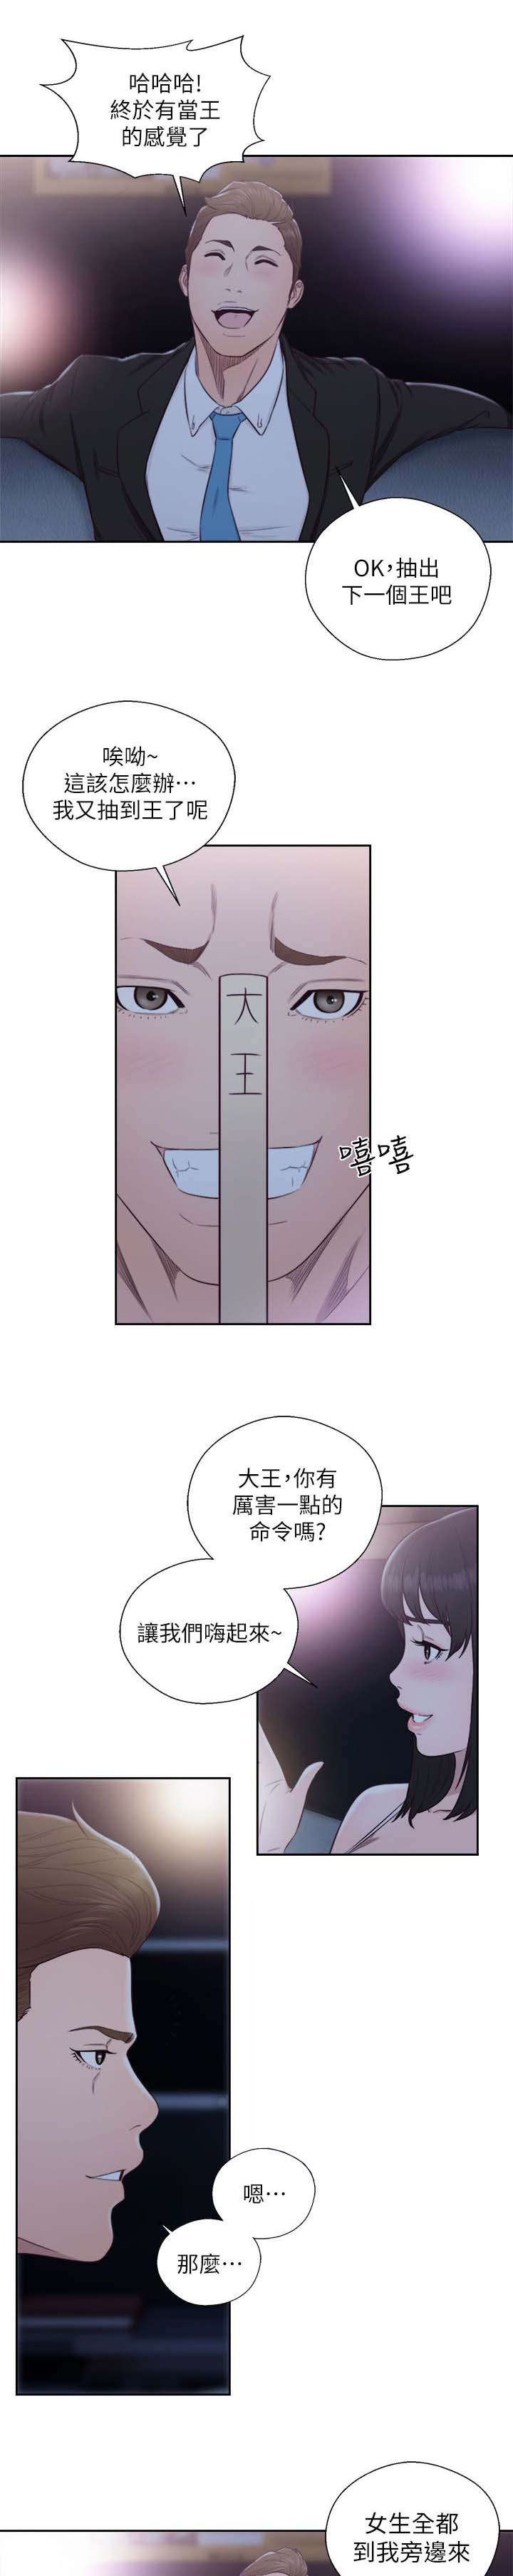 哈哈哈!
終於有當王
的感覺了
OK，抽出
下一個王吧
唉呦~
這該怎麼辦…
我又抽到王了呢
大
王
嘻嘻
大王，你有
厲害一點的
命令嗎?
讓我們嗨起來~
嗯…
那麼…
女生全都
到我旁邊來